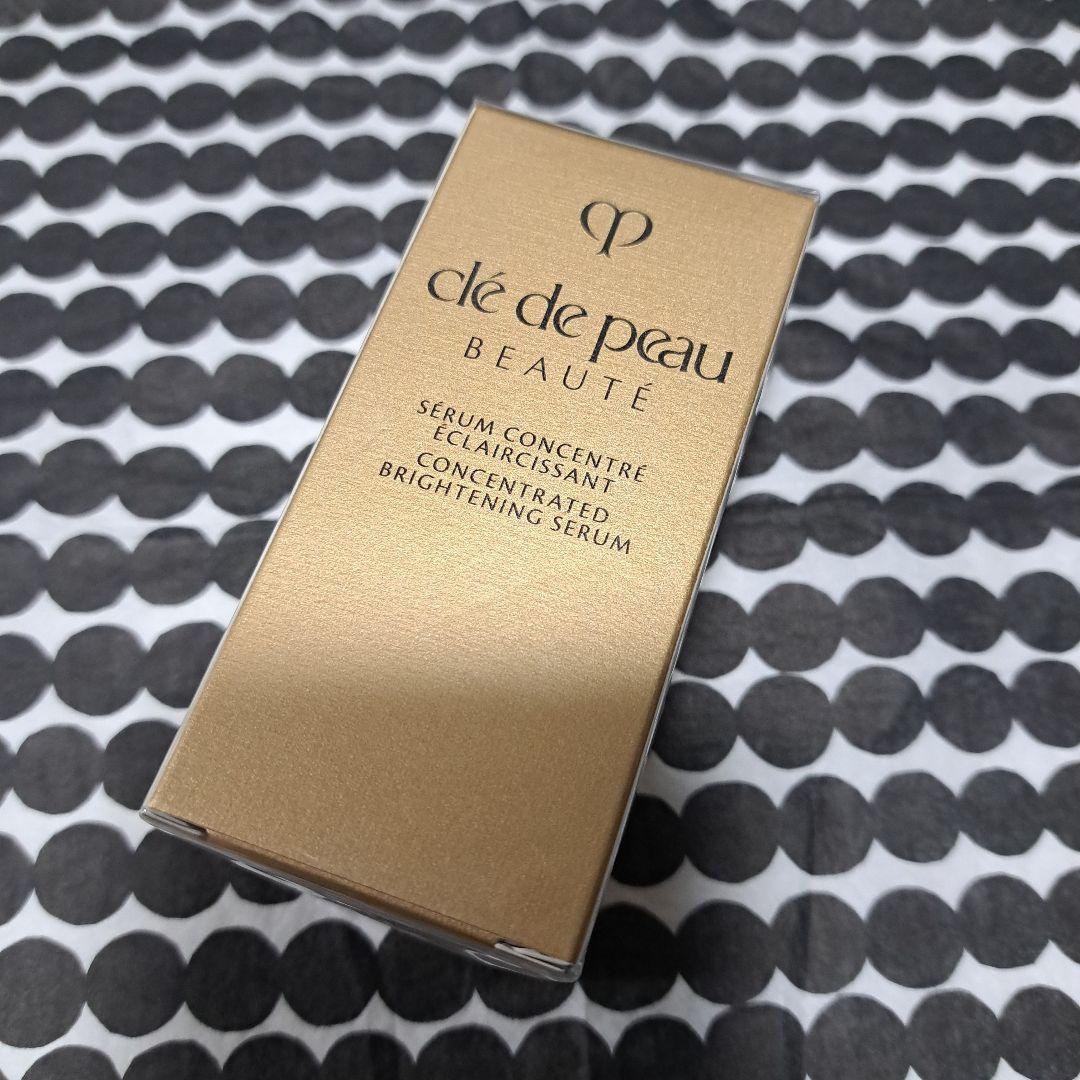 clé de peau
BEAUTÉ
SÉRUM CONCENTRÉ
ÉCLAIRCISSANT
CONCENTRATED
BRIGHTENING SERUM